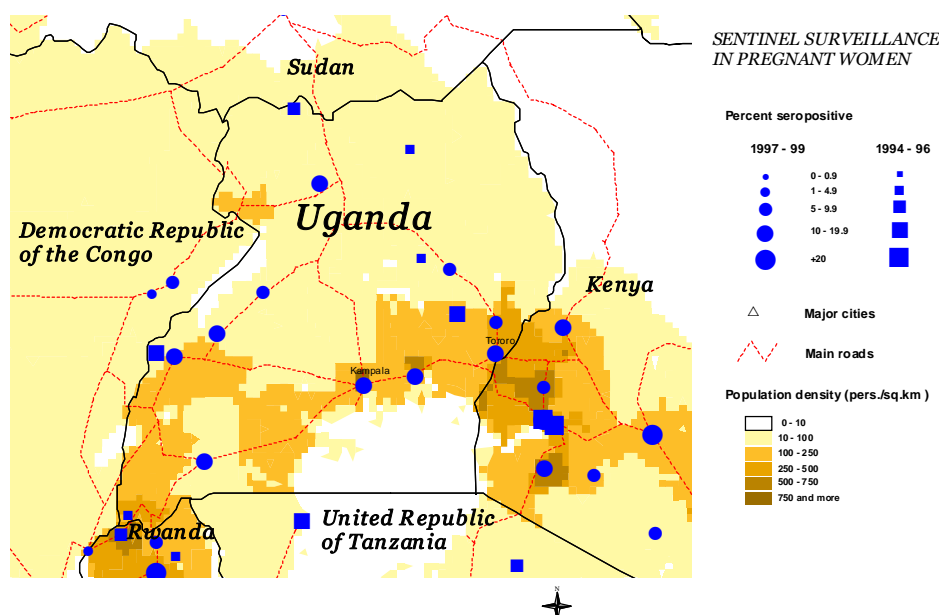 SENTINEL SURVEILLANCE
IN PREGNANT WOMEN
Sudan
Uganda
Democratic Republic
of the Congo
Kenya
Tororo
Kampala
Rwanda
United Republic
of Tanzania
Percent seropositive
1997 - 99
1994 - 96
0 - 0.9
1 - 4.9
5 - 9.9
10 - 19.9
+20
Major cities
Main roads
Population density (pers./sq.km )
0 - 10
10 - 100
100 - 250
250 - 500
500 - 750
750 and more